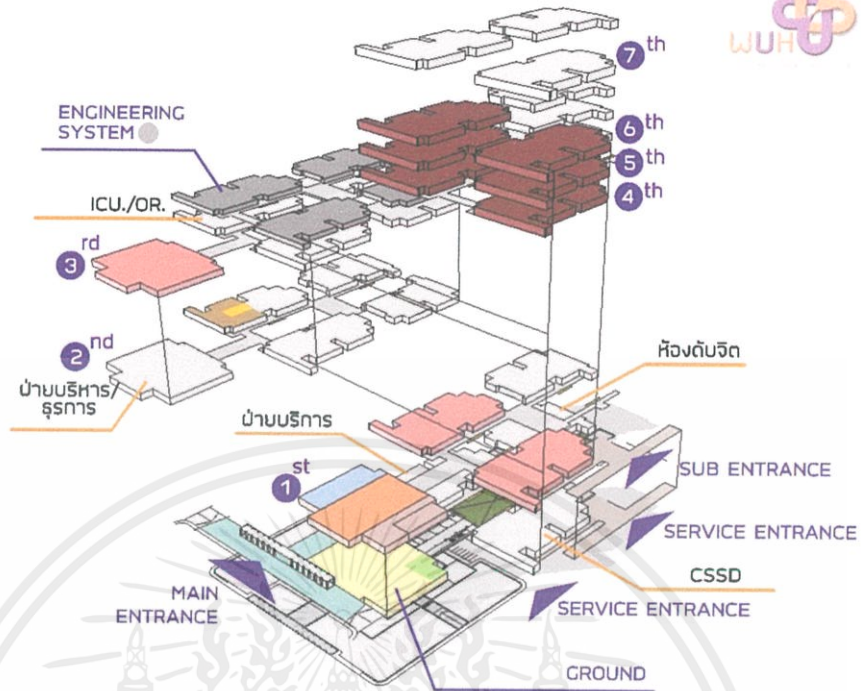 WUH
7th
ENGINEERING
SYSTEM
6th
5th
4th
ICU./OR.
3rd
2nd
ฝ่ายบริหาร/
ธุรการ
ห้องดับจิต
ฝ่ายบริการ
1st
SUB ENTRANCE
SERVICE ENTRANCE
CSSD
MAIN
ENTRANCE
SERVICE ENTRANCE
GROUND